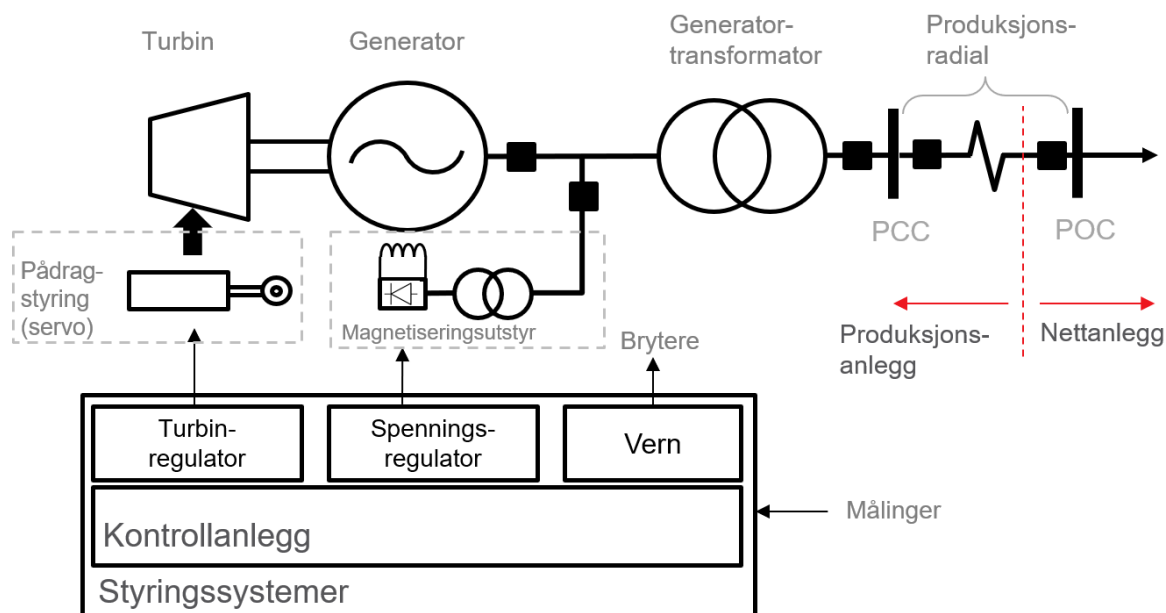 Turbin
Generator
Generator-
transformator
Produksjons-
radial
PCC
POC
Pådrag-
styring
(servo)
Magnetiseringsutstyr
Brytere
Produksjons-
anlegg
Nettanlegg
Turbin-
regulator
Spennings-
regulator
Vern
Kontrollanlegg
Målinger
Styringssystemer